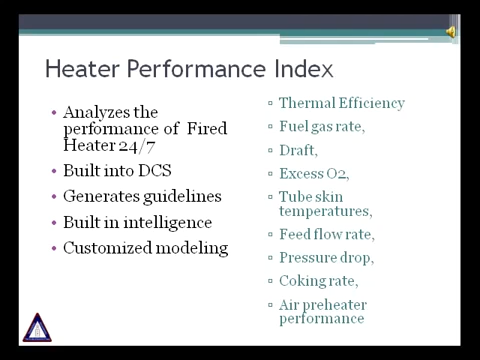 Heater Performance Index
Analyzes the
performance of Fired
Heater 24/7
Built into DCS
Generates guidelines
Built in intelligence
Customized modeling
Thermal Efficiency
Fuel gas rate,
Draft,
Excess O2,
Tube skin
temperatures,
Feed flow rate,
Pressure drop,
Coking rate,
Air preheater
performance